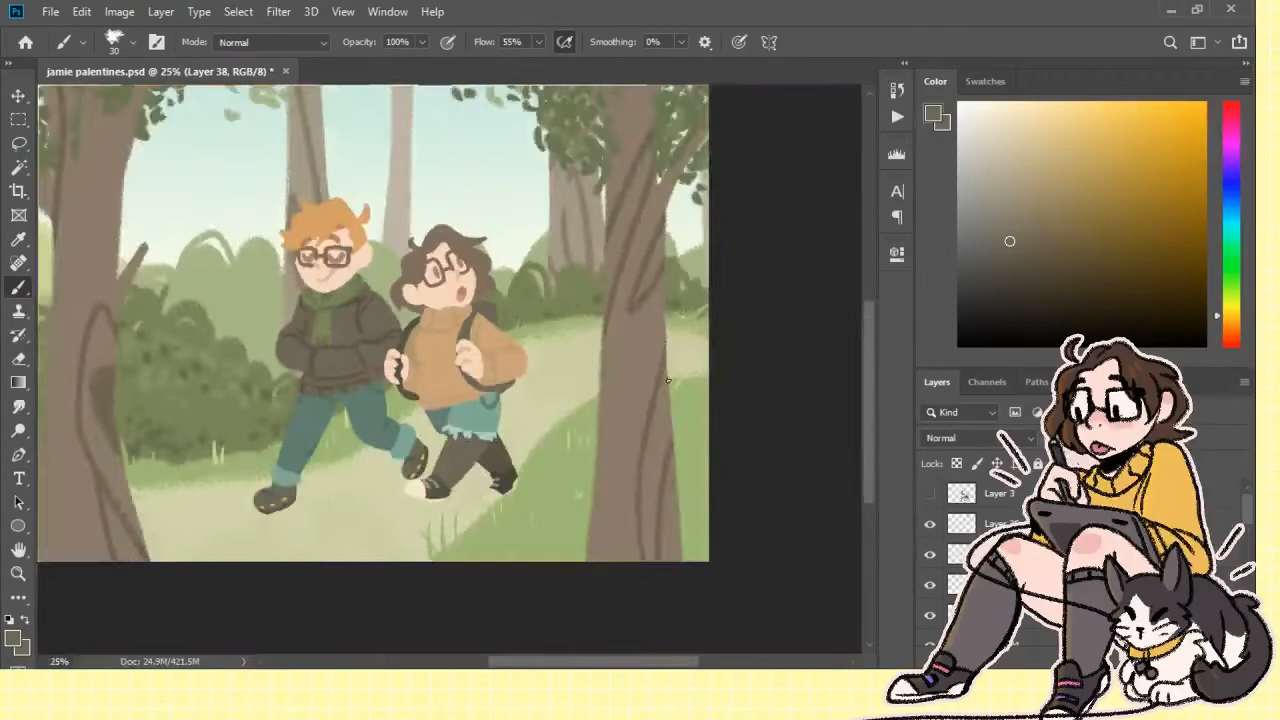 Ps File Edit Image Layer Type Select Filter 3D View Window Help
30 Mode: Normal Opacity: 100% Flow: 55% Smoothing: 0%
jamie palentines.psd @ 25% (Layer 38, RGB/8) * ×
Color Swatches
Layers Channels Paths
Kind
Normal
Lock:
Layer 3
25% Doc: 24.9M/421.5M